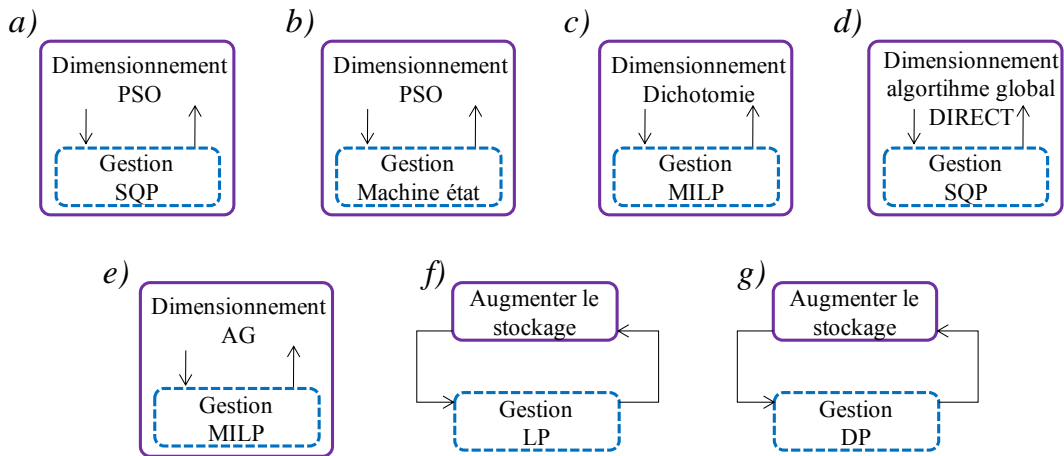 a)
Dimensionnement
PSO
Gestion
SQP
b)
Dimensionnement
PSO
Gestion
Machine état
c)
Dimensionnement
Dichotomie
Gestion
MILP
d)
Dimensionnement
algortihme global
DIRECT
Gestion
SQP
e)
Dimensionnement
AG
Gestion
MILP
f)
Augmenter le
stockage
Gestion
LP
g)
Augmenter le
stockage
Gestion
DP